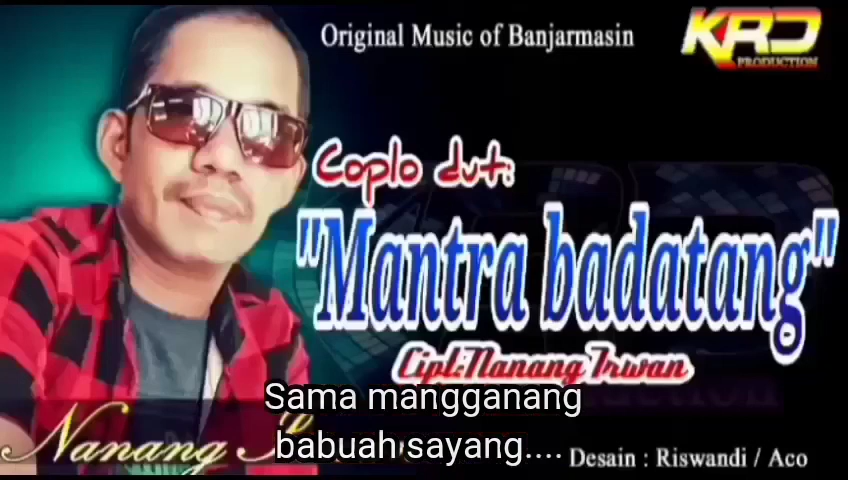 Original Music of Banjarmasin
KRD
PRODUCTION
Coplo dut:
"Mantra badatang"
Cipt:Nanang Irwan
Sama mangganang
babuah sayang....
Nanang
Desain : Riswandi / Aco